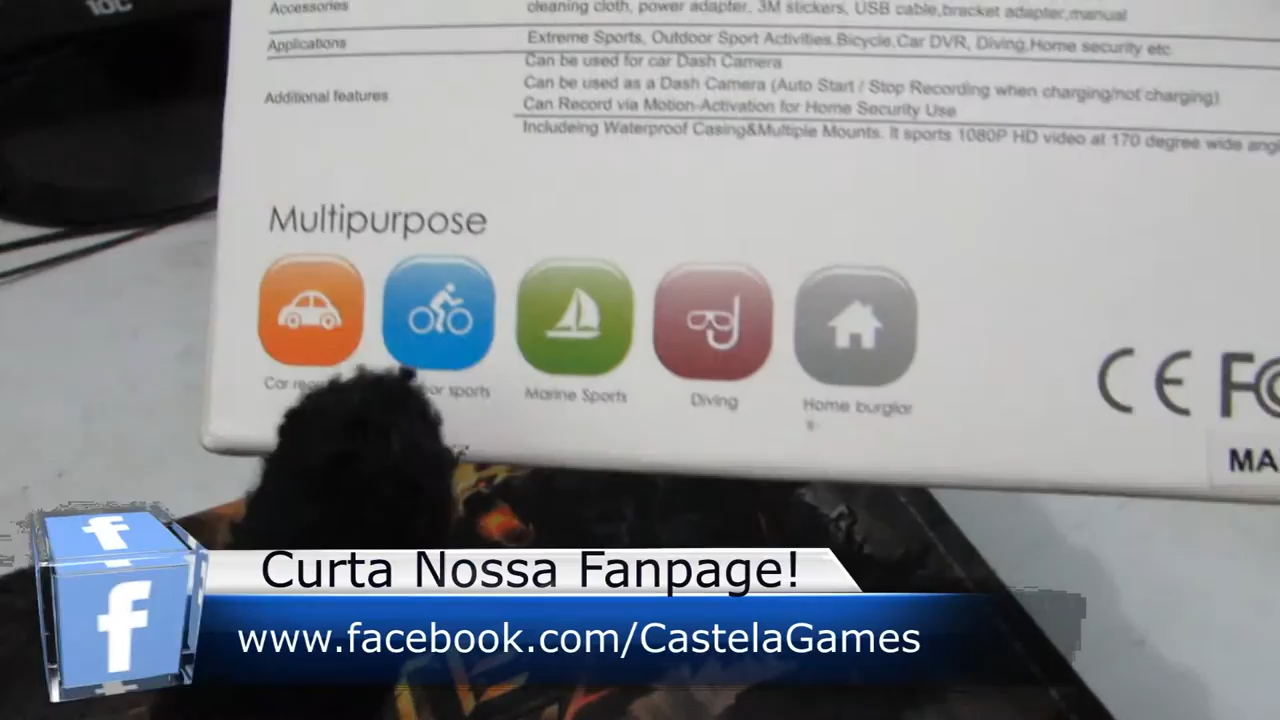 Accessories cleaning cloth, power adapter, 3M stickers, USB cable,bracket adapter,manual
Applications Extreme Sports, Outdoor Sport Activities.Bicycle,Car DVR, Diving,Home security etc
Can be used for car Dash Camera
Additional features Can be used as a Dash Camera (Auto Start / Stop Recording when charging/not charging)
Can Record via Motion-Activation for Home Security Use
Includeing Waterproof Casing&Multiple Mounts. It sports 1080P HD video at 170 degree wide
Multipurpose
Car sports Marine Sports Diving Home burglar
CE FC
MA
f
f
Curta Nossa Fanpage!
www.facebook.com/CastelaGames